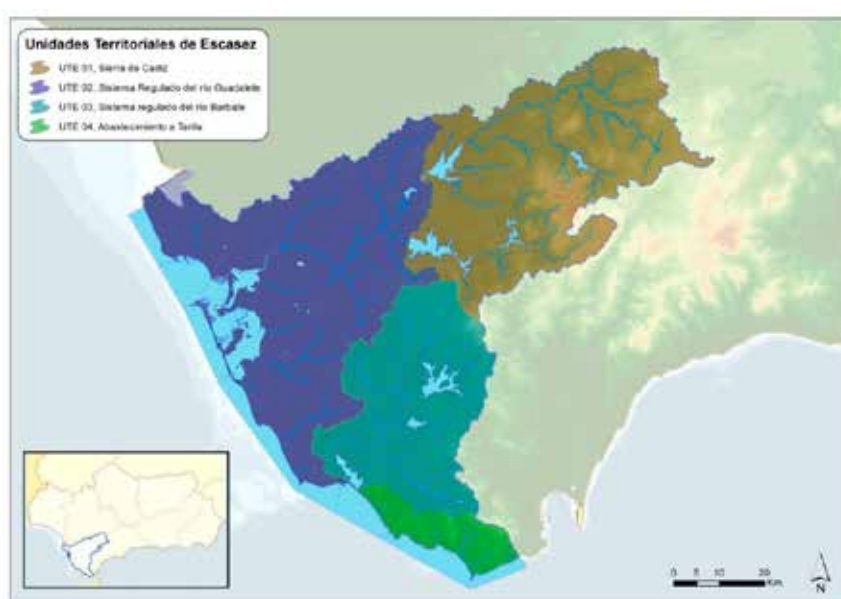 Unidades Territoriales de Escasez
UTE 01, Sierra de Cádiz
UTE 02, Sistema Regulado del río Guadalete
UTE 03, Sistema regulado del río Barbate
UTE 04, Abastecimiento a Tarifa
0 5 10 20
Km
N